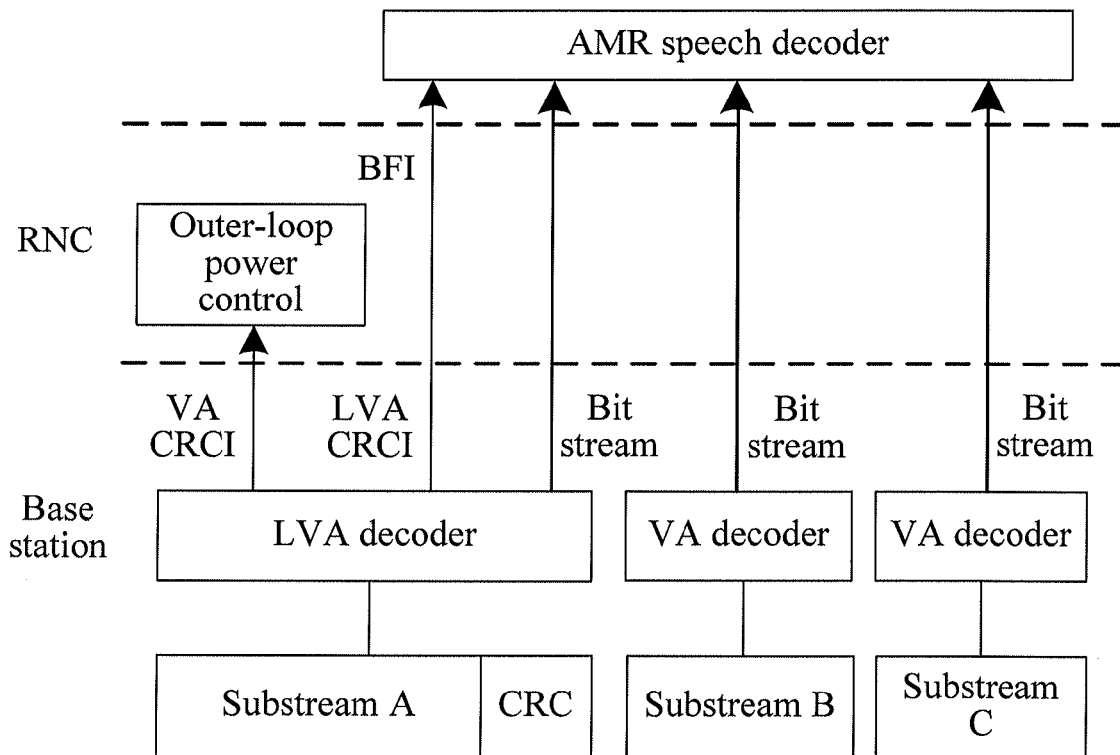 AMR speech decoder
BFI
RNC
Outer-loop
power
control
VA
CRCI
LVA
CRCI
Bit
stream
Bit
stream
Bit
stream
Base
station
LVA decoder
VA decoder
VA decoder
Substream A
CRC
Substream B
Substream
C